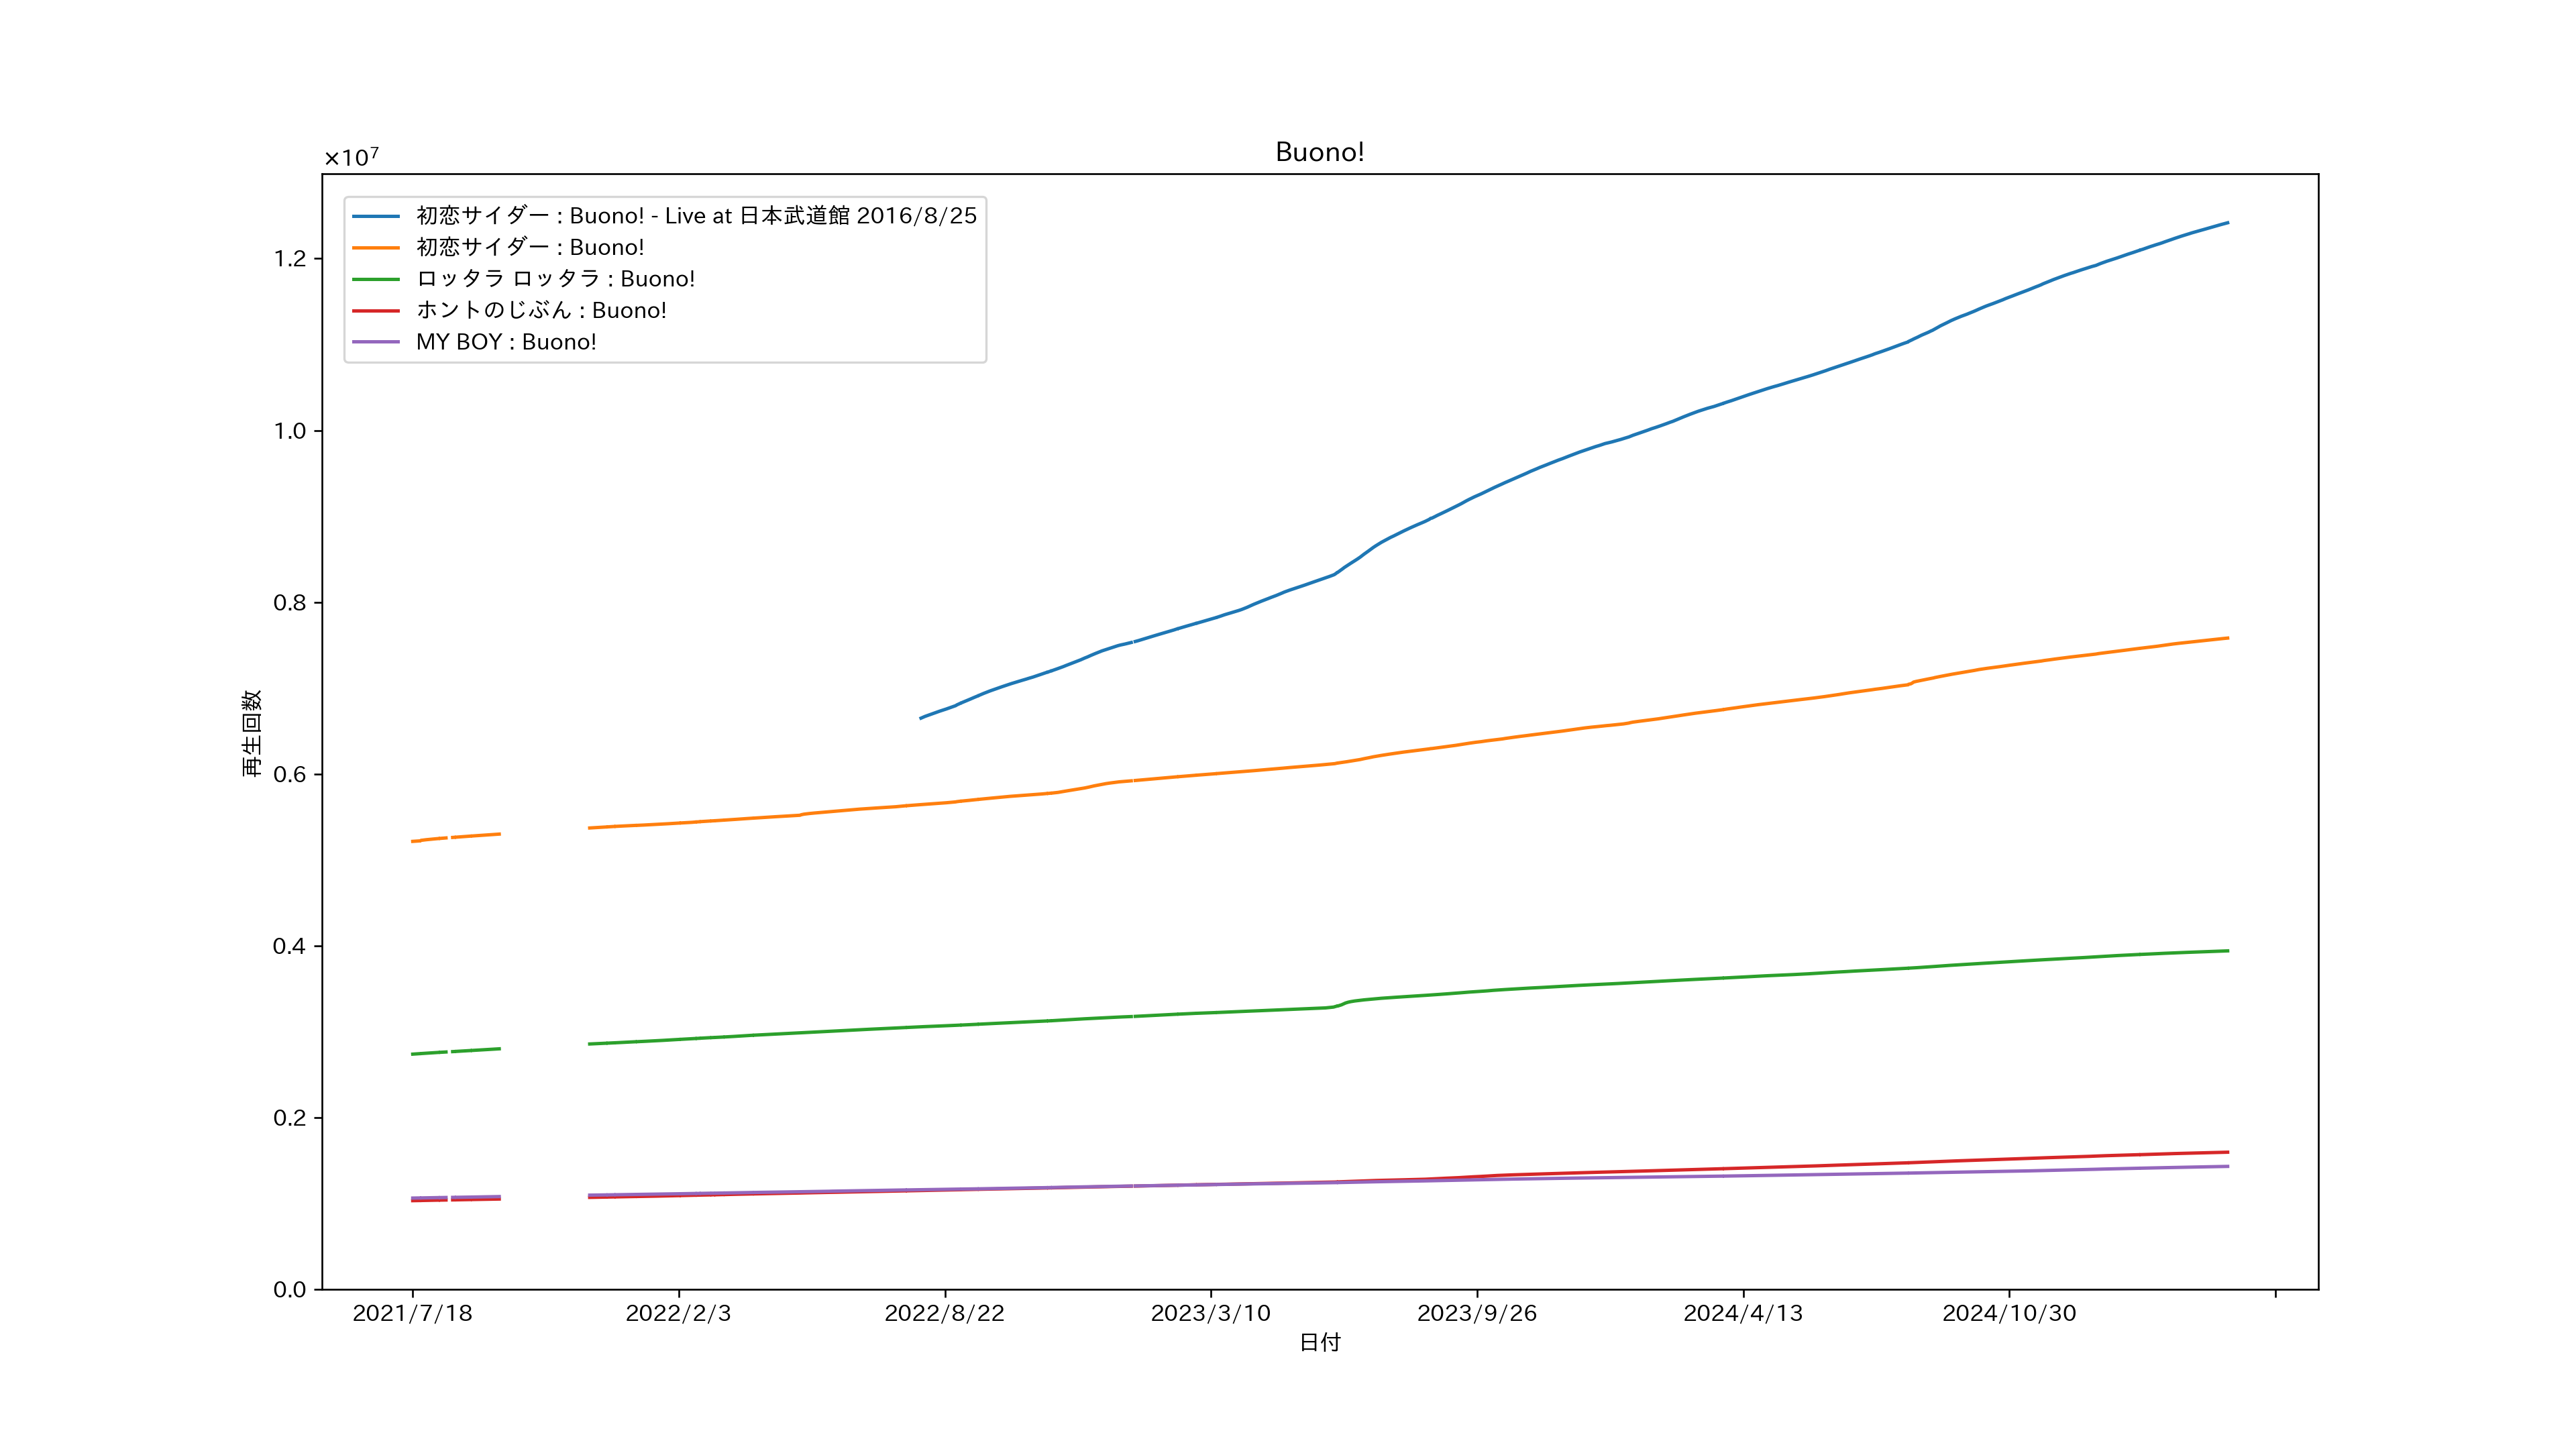 Buono!
×10⁷
初恋サイダー : Buono! - Live at 日本武道館 2016/8/25
初恋サイダー : Buono!
ロッタラ ロッタラ : Buono!
ホントのじぶん : Buono!
MY BOY : Buono!
1.2
1.0
0.8
0.6
0.4
0.2
0.0
再生回数
2021/7/18 2022/2/3 2022/8/22 2023/3/10 2023/9/26 2024/4/13 2024/10/30
日付